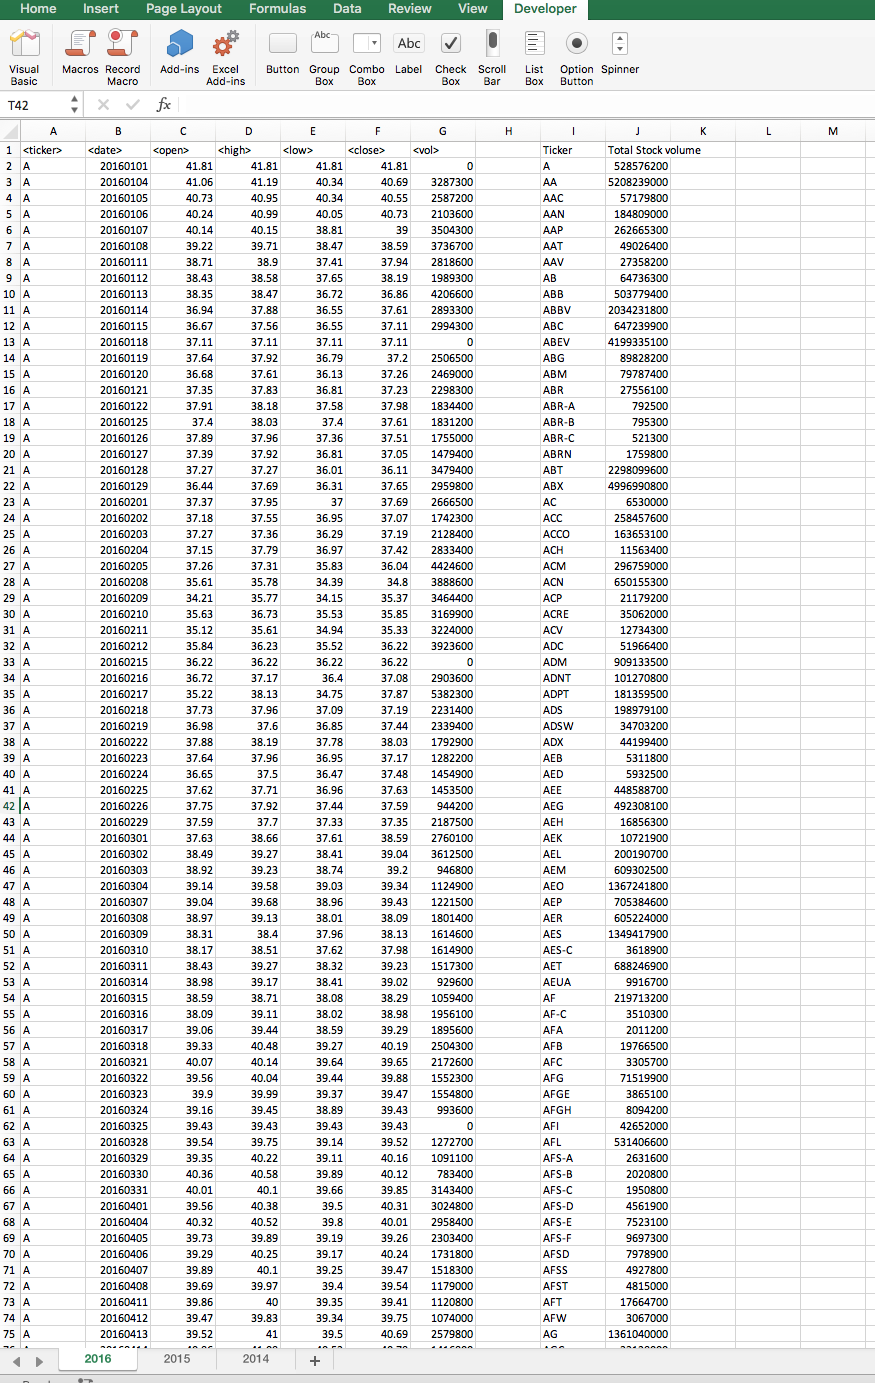 Home Insert Page Layout Formulas Data Review View Developer
Abc Abc
Visual Basic Macros Record Macro Add-ins Excel Add-ins Button Group Box Combo Box Label Check Box Scroll Bar List Box Option Button Spinner
T42 fx
A B C D E F G H I J K L M
1 <ticker> <date> <open> <high> <low> <close> <vol> Ticker Total Stock volume
2 A 20160101 41.81 41.81 41.81 41.81 0 A 528576200
3 A 20160104 41.06 41.19 40.34 40.69 3287300 AA 5208239000
4 A 20160105 40.73 40.95 40.34 40.55 2587200 AAC 57179800
5 A 20160106 40.24 40.99 40.05 40.73 2103600 AAN 184809000
6 A 20160107 40.14 40.15 38.81 39 3504300 AAP 262665300
7 A 20160108 39.22 39.71 38.47 38.59 3736700 AAT 49026400
8 A 20160111 38.71 38.9 37.41 37.94 2818600 AAV 27358200
9 A 20160112 38.43 38.58 37.65 38.19 1989300 AB 64736300
10 A 20160113 38.35 38.47 36.72 36.86 4206600 ABB 503779400
11 A 20160114 36.94 37.88 36.55 37.61 2893300 ABBV 2034231800
12 A 20160115 36.67 37.56 36.55 37.11 2994300 ABC 647239900
13 A 20160118 37.11 37.11 37.11 37.11 0 ABEV 4199335100
14 A 20160119 37.64 37.92 36.79 37.2 2506500 ABG 89828200
15 A 20160120 36.68 37.61 36.13 37.26 2469000 ABM 79787400
16 A 20160121 37.35 37.83 36.81 37.23 2298300 ABR 27556100
17 A 20160122 37.91 38.18 37.58 37.98 1834400 ABR-A 792500
18 A 20160125 37.4 38.03 37.4 37.61 1831200 ABR-B 795300
19 A 20160126 37.89 37.96 37.36 37.51 1755000 ABR-C 521300
20 A 20160127 37.39 37.92 36.81 37.05 1479400 ABRN 1759800
21 A 20160128 37.27 37.27 36.01 36.11 3479400 ABT 2298099600
22 A 20160129 36.44 37.69 36.31 37.65 2959800 ABX 4996990800
23 A 20160201 37.37 37.95 37 37.69 2666500 AC 6530000
24 A 20160202 37.18 37.55 36.95 37.07 1742300 ACC 258457600
25 A 20160203 37.27 37.36 36.29 37.19 2128400 ACCO 163653100
26 A 20160204 37.15 37.79 36.97 37.42 2833400 ACH 11563400
27 A 20160205 37.26 37.31 35.83 36.04 4424600 ACM 296759000
28 A 20160208 35.61 35.78 34.39 34.8 3888600 ACN 650155300
29 A 20160209 34.21 35.77 34.15 35.37 3464400 ACP 21179200
30 A 20160210 35.63 36.73 35.53 35.85 3169900 ACRE 35062000
31 A 20160211 35.12 35.61 34.94 35.33 3224000 ACV 12734300
32 A 20160212 35.84 36.23 35.52 36.22 3923600 ADC 51966400
33 A 20160215 36.22 36.22 36.22 36.22 0 ADM 909133500
34 A 20160216 36.72 37.17 36.4 37.08 2903600 ADNT 101270800
35 A 20160217 35.22 38.13 34.75 37.87 5382300 ADPT 181359500
36 A 20160218 37.73 37.96 37.09 37.19 2231400 ADS 198979100
37 A 20160219 36.98 37.6 36.85 37.44 2339400 ADSW 34703200
38 A 20160222 37.88 38.19 37.78 38.03 1792900 ADX 44199400
39 A 20160223 37.64 37.96 36.95 37.17 1282200 AEB 5311800
40 A 20160224 36.65 37.5 36.47 37.48 1454900 AED 5932500
41 A 20160225 37.62 37.71 36.96 37.63 1453500 AEE 448588700
42 A 20160226 37.75 37.92 37.44 37.59 944200 AEG 492308100
43 A 20160229 37.59 37.7 37.33 37.35 2187500 AEH 16856300
44 A 20160301 37.63 38.66 37.61 38.59 2760100 AEK 10721900
45 A 20160302 38.49 39.27 38.41 39.04 3612500 AEL 200190700
46 A 20160303 38.92 39.23 38.74 39.2 946800 AEM 609302500
47 A 20160304 39.14 39.58 39.03 39.34 1124900 AEO 1367241800
48 A 20160307 39.04 39.68 38.96 39.43 1221500 AEP 705384600
49 A 20160308 38.97 39.13 38.01 38.09 1801400 AER 605224000
50 A 20160309 38.31 38.4 37.96 38.13 1614600 AES 1349417900
51 A 20160310 38.17 38.51 37.62 37.98 1614900 AES-C 3618900
52 A 20160311 38.43 39.27 38.32 39.23 1517300 AET 688246900
53 A 20160314 38.98 39.17 38.41 39.02 929600 AEUA 9916700
54 A 20160315 38.59 38.71 38.08 38.29 1059400 AF 219713200
55 A 20160316 38.09 39.11 38.02 38.98 1956100 AF-C 3510300
56 A 20160317 39.06 39.44 38.59 39.29 1895600 AFA 2011200
57 A 20160318 39.33 40.48 39.27 40.19 2504300 AFB 19766500
58 A 20160321 40.07 40.14 39.64 39.65 2172600 AFC 3305700
59 A 20160322 39.56 40.04 39.44 39.88 1552300 AFG 71519900
60 A 20160323 39.9 39.99 39.37 39.47 1554800 AFGE 3865100
61 A 20160324 39.16 39.45 38.89 39.43 993600 AFGH 8094200
62 A 20160325 39.43 39.43 39.43 39.43 0 AFI 42652000
63 A 20160328 39.54 39.75 39.14 39.52 1272700 AFL 531406600
64 A 20160329 39.35 40.22 39.11 40.16 1091100 AFS-A 2631600
65 A 20160330 40.36 40.58 39.89 40.12 783400 AFS-B 2020800
66 A 20160331 40.01 40.1 39.66 39.85 3143400 AFS-C 1950800
67 A 20160401 39.56 40.38 39.5 40.31 3024800 AFS-D 4561900
68 A 20160404 40.32 40.52 39.8 40.01 2958400 AFS-E 7523100
69 A 20160405 39.73 39.89 39.19 39.26 2303400 AFS-F 9697300
70 A 20160406 39.29 40.25 39.17 40.24 1731800 AFSD 7978900
71 A 20160407 39.89 40.1 39.25 39.47 1518300 AFSS 4927800
72 A 20160408 39.69 39.97 39.4 39.54 1179000 AFST 4815000
73 A 20160411 39.86 40 39.35 39.41 1120800 AFT 17664700
74 A 20160412 39.47 39.83 39.34 39.75 1074000 AFW 3067000
75 A 20160413 39.52 41 39.5 40.69 2579800 AG 1361040000
2016 2015 2014 +